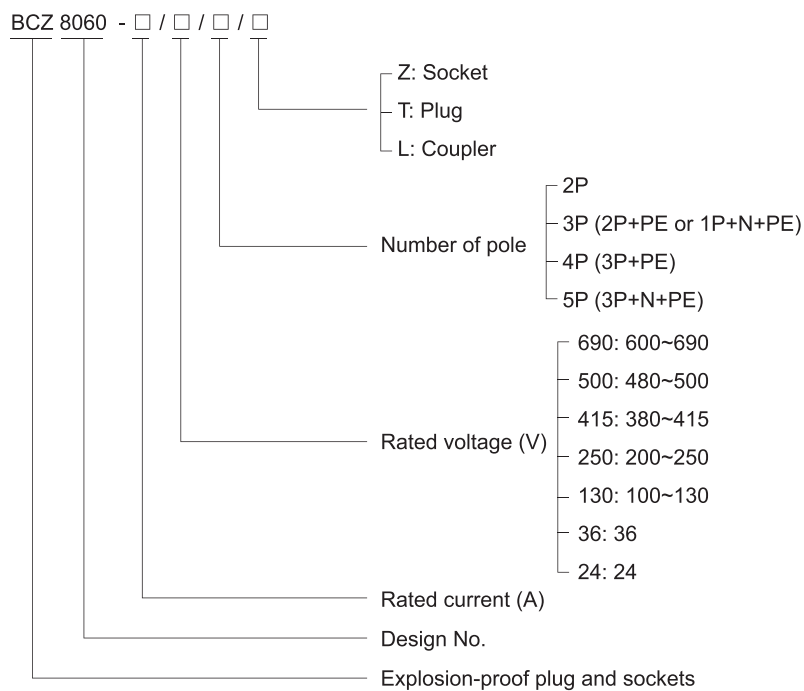 BCZ 8060 - □ / □ / □ / □
Z: Socket
T: Plug
L: Coupler
Number of pole
2P
3P (2P+PE or 1P+N+PE)
4P (3P+PE)
5P (3P+N+PE)
Rated voltage (V)
690: 600~690
500: 480~500
415: 380~415
250: 200~250
130: 100~130
36: 36
24: 24
Rated current (A)
Design No.
Explosion-proof plug and sockets